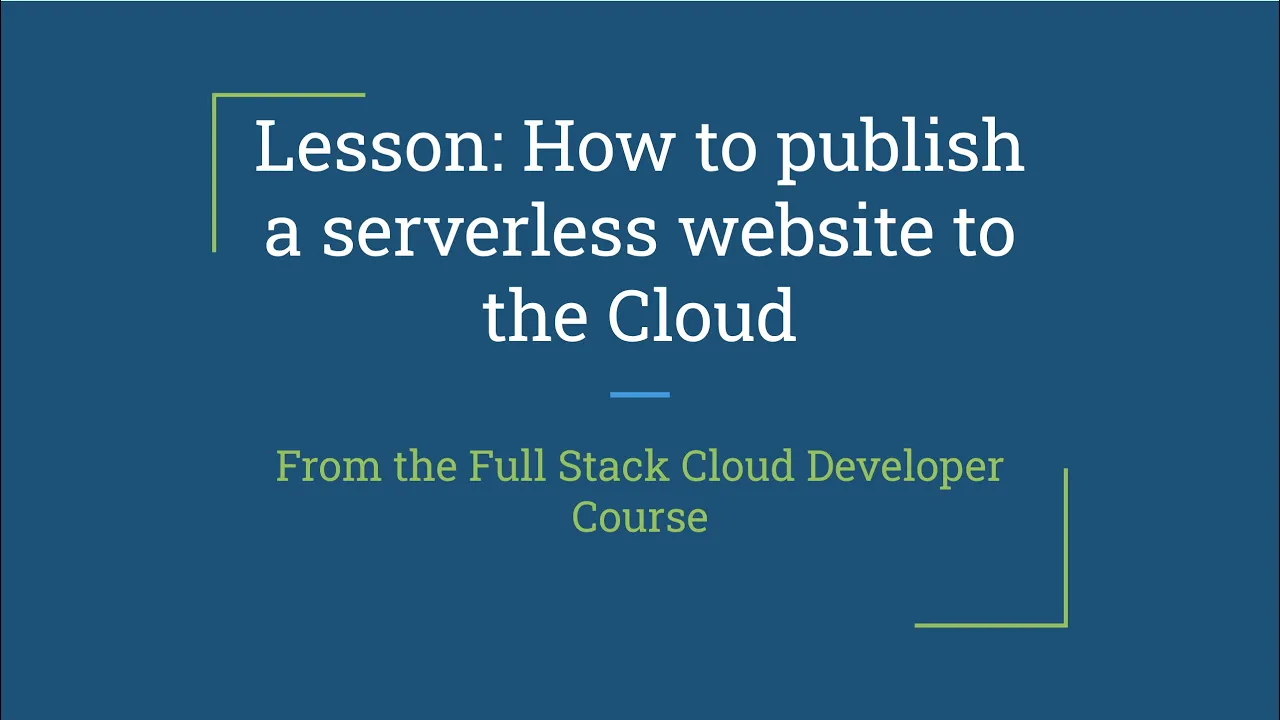 Lesson: How to publish
a serverless website to
the Cloud
From the Full Stack Cloud Developer
Course